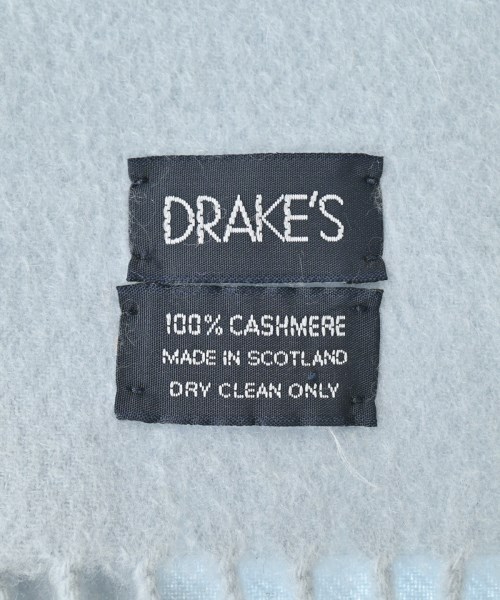 DRAKE'S
100% CASHMERE
MADE IN SCOTLAND
DRY CLEAN ONLY